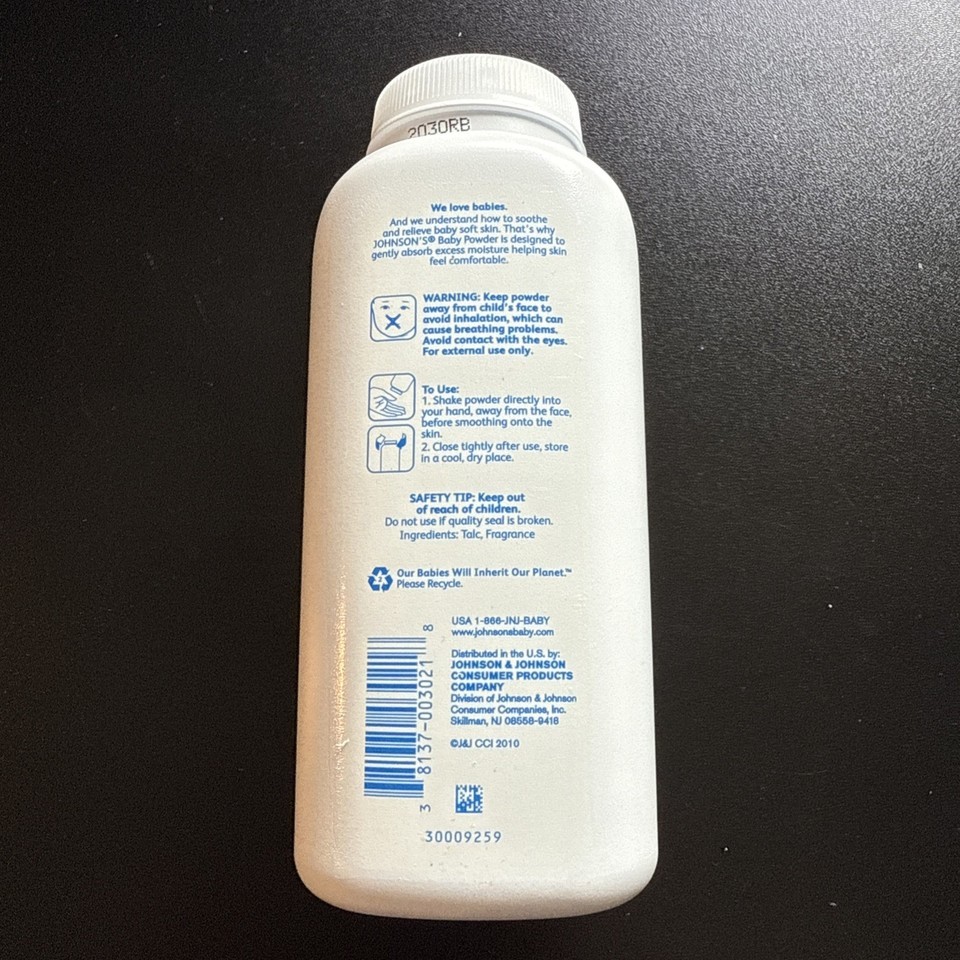 2030RB
We love babies.
And we understand how to soothe
and relieve baby soft skin. That's why
JOHNSON'S® Baby Powder is designed to
gently absorb excess moisture helping skin
feel comfortable.
WARNING: Keep powder
away from child's face to
avoid inhalation, which can
cause breathing problems.
Avoid contact with the eyes.
For external use only.
To Use:
1. Shake powder directly into
your hand, away from the face,
before smoothing onto the
skin.
2. Close tightly after use, store
in a cool, dry place.
SAFETY TIP: Keep out
of reach of children.
Do not use if quality seal is broken.
Ingredients: Talc, Fragrance
2
Our Babies Will Inherit Our Planet.™
Please Recycle.
USA 1-866-JNJ-BABY
www.johnsonsbaby.com
Distributed in the U.S. by:
JOHNSON & JOHNSON
CONSUMER PRODUCTS
COMPANY
Division of Johnson & Johnson
Consumer Companies, Inc.
Skillman, NJ 08558-9418
©J&J CCI 2010
3 8137-003021 8
30009259